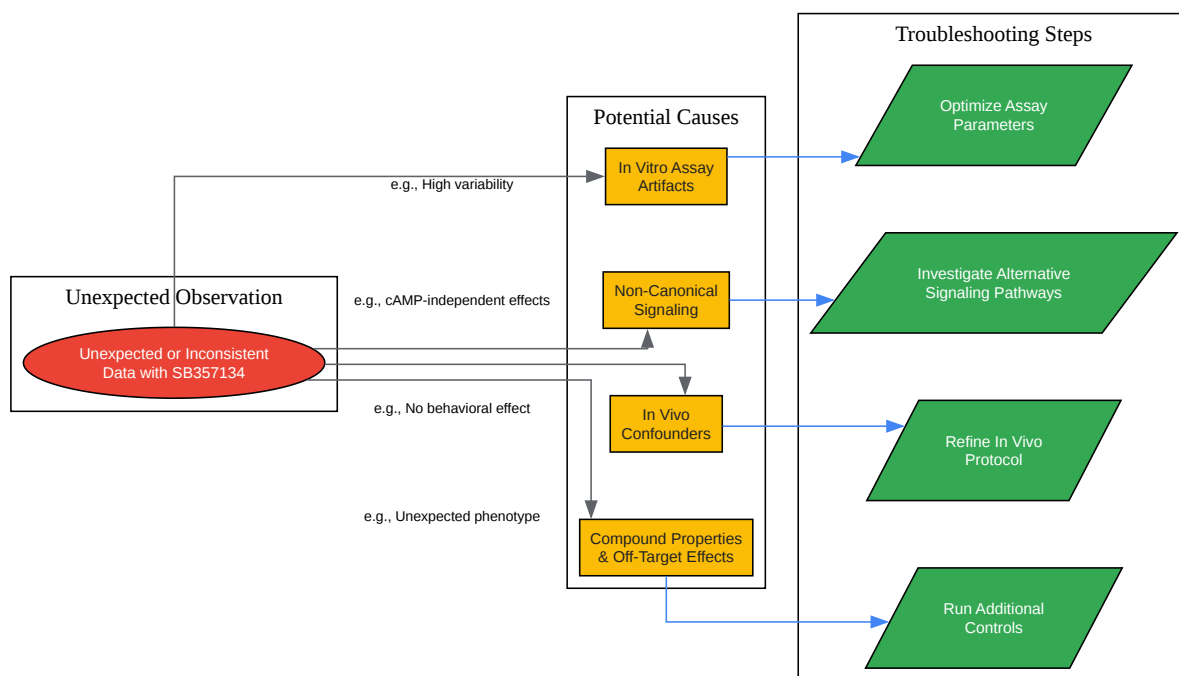 Troubleshooting Steps
Optimize Assay
Parameters
Potential Causes
In Vitro Assay
Artifacts
e.g., High variability
Investigate Alternative
Signaling Pathways
Unexpected Observation
e.g., cAMP-independent effects
Non-Canonical
Signaling
Unexpected or Inconsistent
Data with SB357134
e.g., No behavioral effect
In Vivo
Confounders
Refine In Vivo
Protocol
e.g., Unexpected phenotype
Compound Properties
& Off-Target Effects
Run Additional
Controls